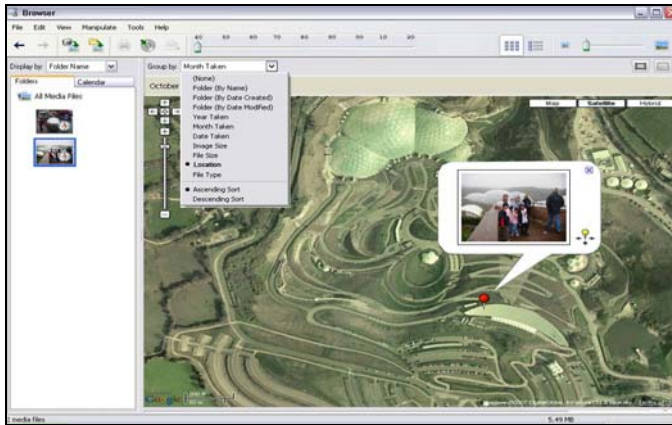 Browser
File Edit View Manipulate Tools Help
Display by: Folder Name
Group by: Month Taken
Folders Calendar
All Media Files
October
(None)
Folder (By Name)
Folder (By Date Created)
Folder (By Date Modified)
Year Taken
Month Taken
Date Taken
Image Size
File Size
Location
File Type
Ascending Sort
Descending Sort
Map Satellite Hybrid
Google
2 media files 5.49 MB